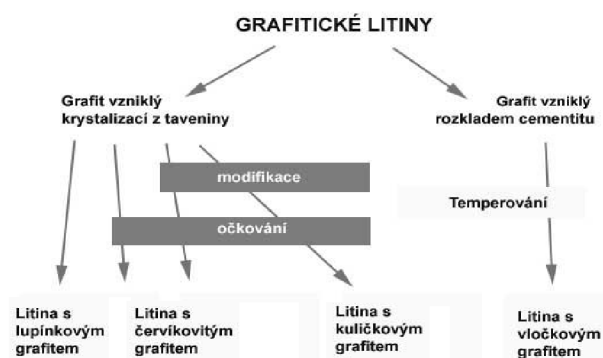 GRAFITICKÉ LITINY
Grafit vzniklý
krystalizací z taveniny
Grafit vzniklý
rozkladem cementitu
modifikace
Temperování
očkování
Litina s
lupínkovým
grafitem
Litina s
červíkovitým
grafitem
Litina s
kuličkovým
grafitem
Litina s
vločkovým
grafitem